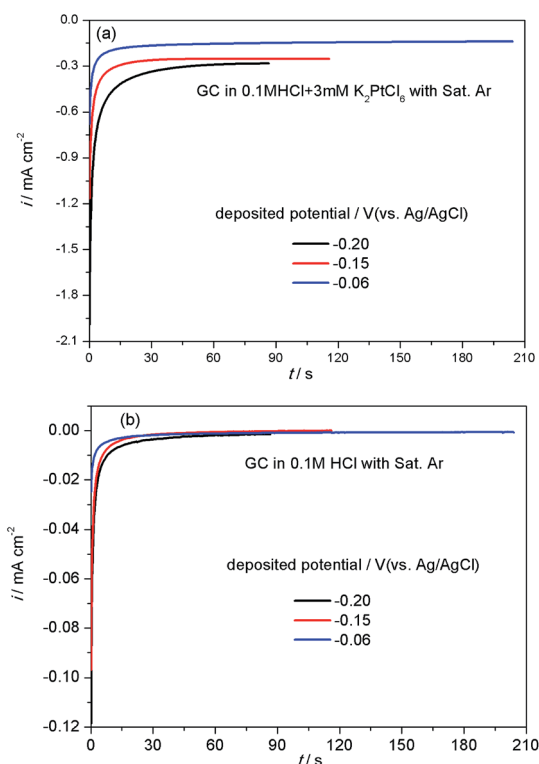 (a)
0.0
-0.3
-0.6
-0.9
-1.2
-1.5
-1.8
-2.1
i / mA cm⁻²
GC in 0.1MHCl+3mM K₂PtCl₆ with Sat. Ar
deposited potential / V(vs. Ag/AgCl)
-0.20
-0.15
-0.06
0 30 60 90 120 150 180 210
t / s
(b)
0.00
-0.02
-0.04
-0.06
-0.08
-0.10
-0.12
i / mA cm⁻²
GC in 0.1M HCl with Sat. Ar
deposited potential / V(vs. Ag/AgCl)
-0.20
-0.15
-0.06
0 30 60 90 120 150 180 210
t / s